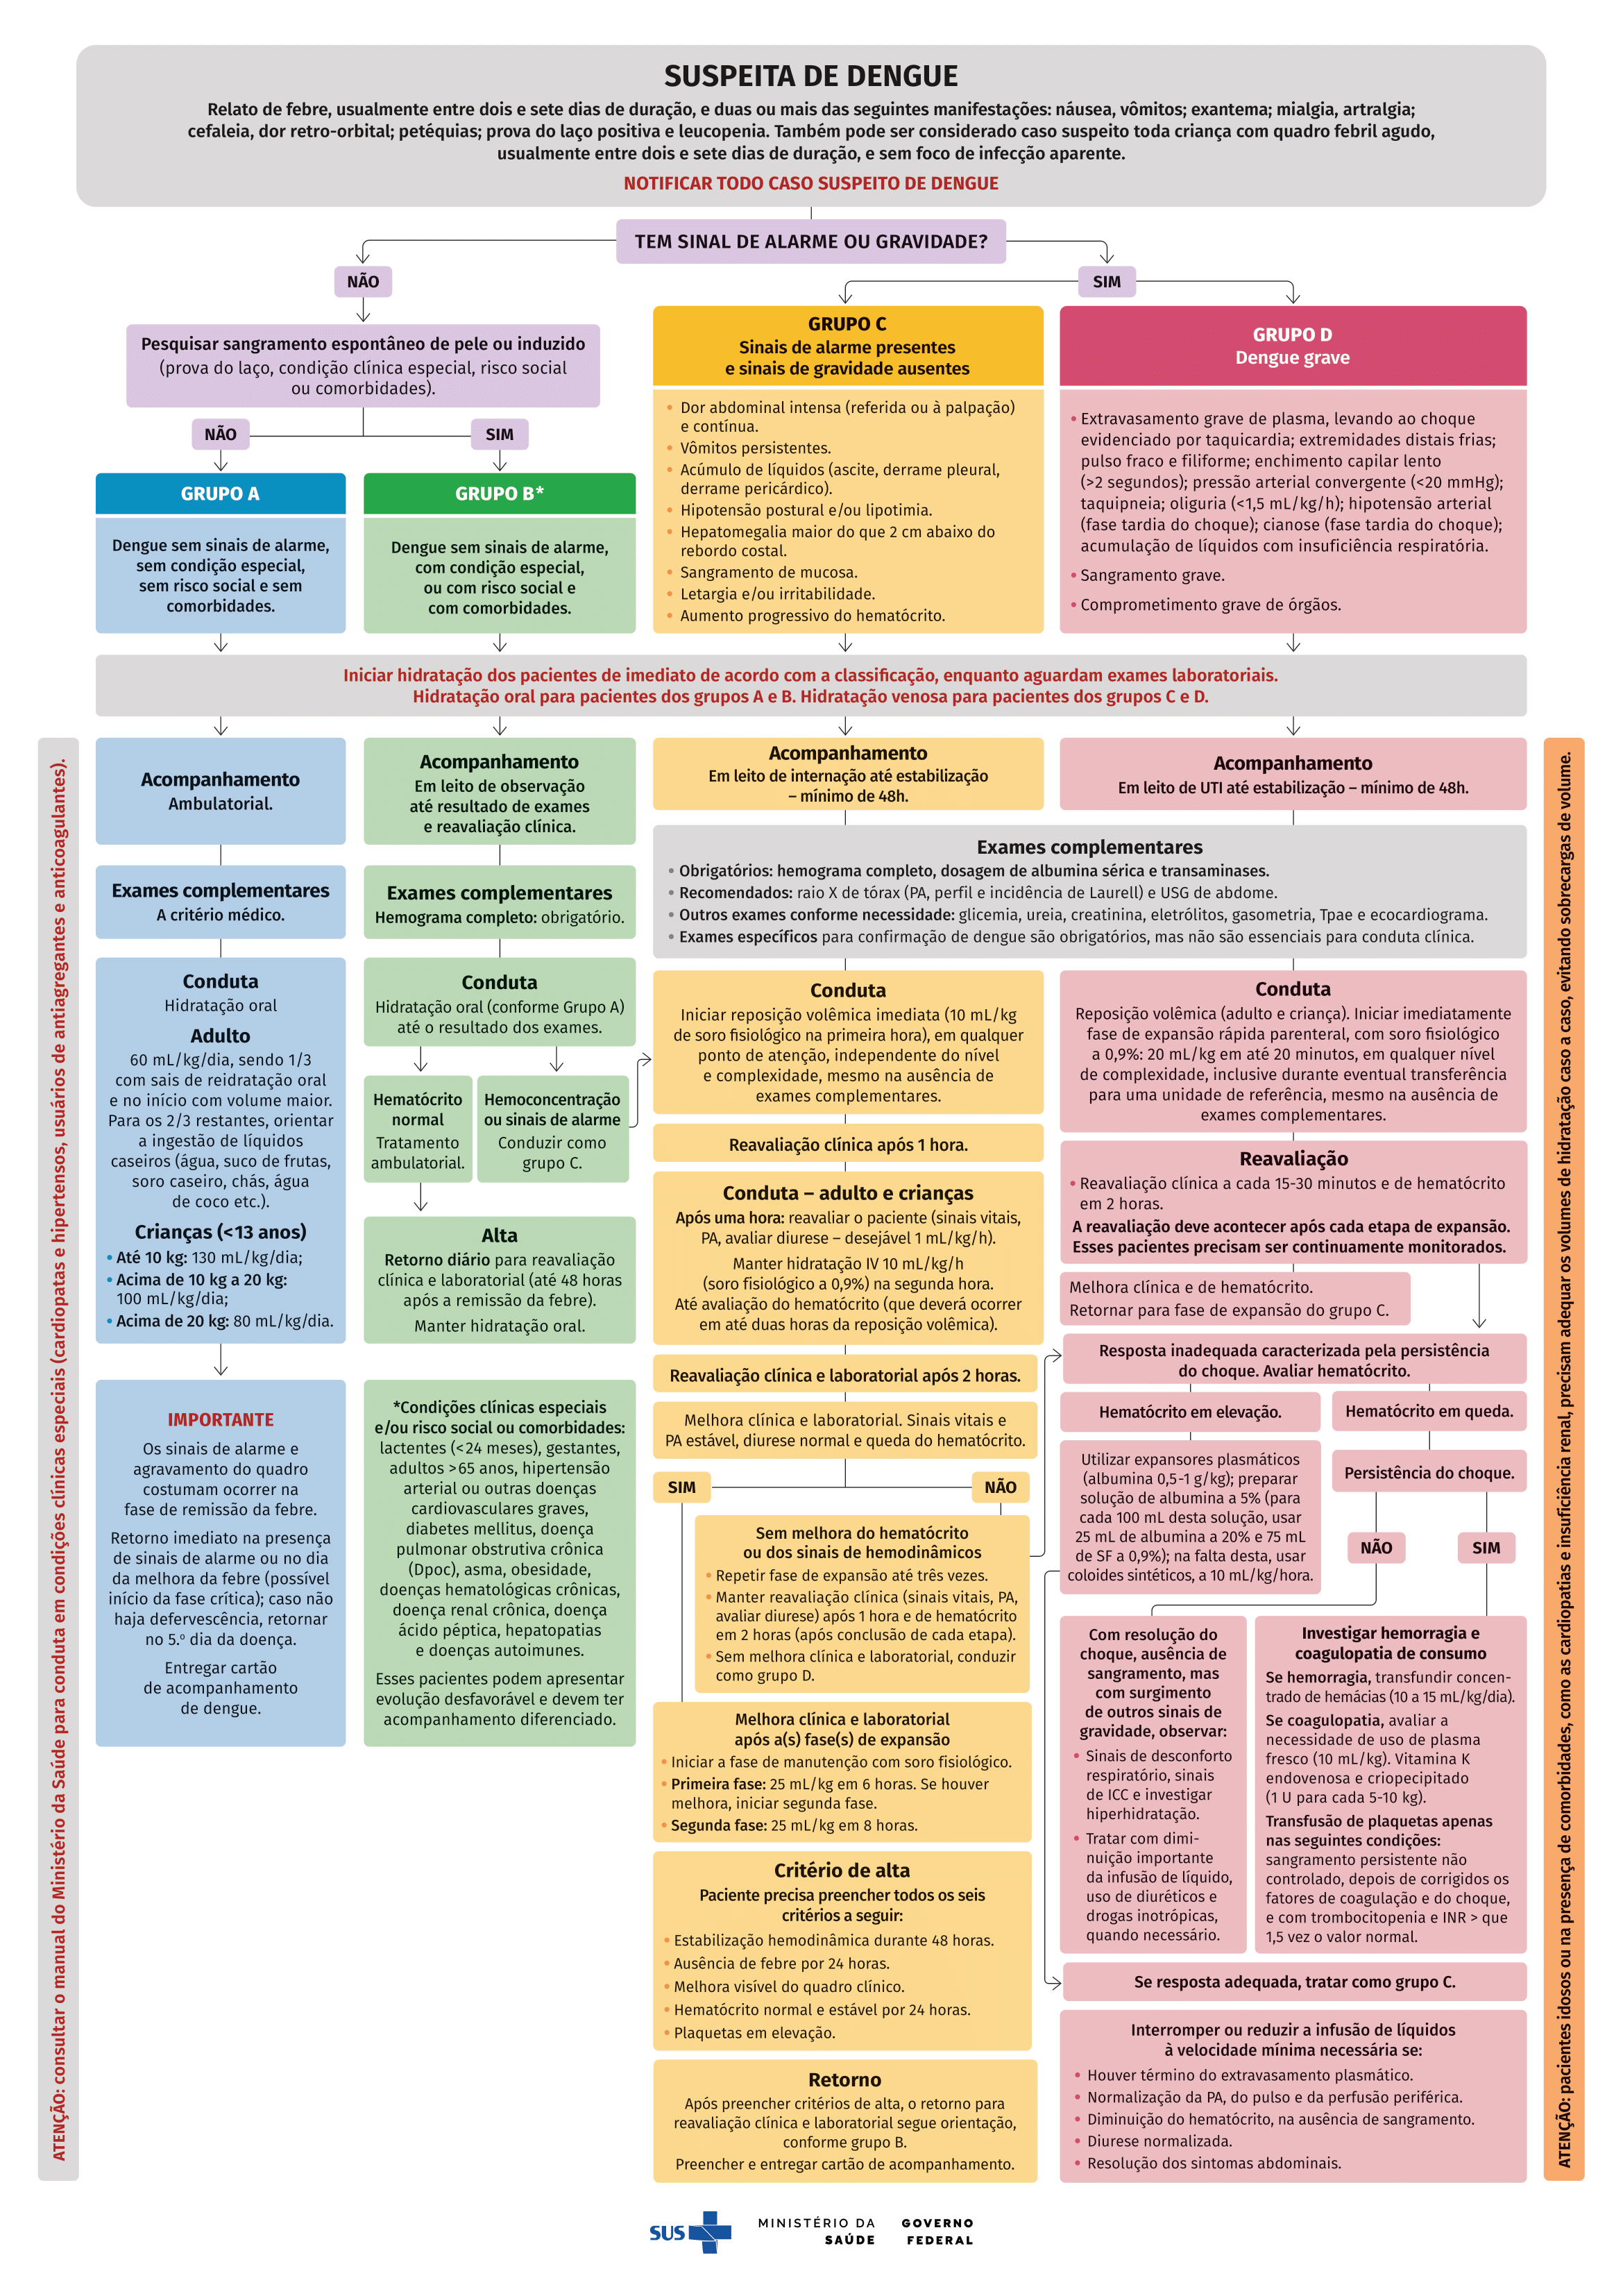 SUSPEITA DE DENGUE
Relato de febre, usualmente entre dois e sete dias de duração, e duas ou mais das seguintes manifestações: náusea, vômitos; exantema; mialgia, artralgia;
cefaleia, dor retro-orbital; petéquias; prova do laço positiva e leucopenia. Também pode ser considerado caso suspeito toda criança com quadro febril agudo,
usualmente entre dois e sete dias de duração, e sem foco de infecção aparente.
NOTIFICAR TODO CASO SUSPEITO DE DENGUE
TEM SINAL DE ALARME OU GRAVIDADE?
NÃO
SIM
Pesquisar sangramento espontâneo de pele ou induzido
(prova do laço, condição clínica especial, risco social
ou comorbidades).
NÃO
SIM
GRUPO A
Dengue sem sinais de alarme,
sem condição especial,
sem risco social e sem
comorbidades.
GRUPO B*
Dengue sem sinais de alarme,
com condição especial,
ou com risco social e
com comorbidades.
GRUPO C
Sinais de alarme presentes
e sinais de gravidade ausentes
• Dor abdominal intensa (referida ou à palpação)
e contínua.
• Vômitos persistentes.
• Acúmulo de líquidos (ascite, derrame pleural,
derrame pericárdico).
• Hipotensão postural e/ou lipotimia.
• Hepatomegalia maior do que 2 cm abaixo do
rebordo costal.
• Sangramento de mucosa.
• Letargia e/ou irritabilidade.
• Aumento progressivo do hematócrito.
GRUPO D
Dengue grave
• Extravasamento grave de plasma, levando ao choque
evidenciado por taquicardia; extremidades distais frias;
pulso fraco e filiforme; enchimento capilar lento
(>2 segundos); pressão arterial convergente (<20 mmHg);
taquipneia; oliguria (<1,5 mL/kg/h); hipotensão arterial
(fase tardia do choque); cianose (fase tardia do choque);
acumulação de líquidos com insuficiência respiratória.
• Sangramento grave.
• Comprometimento grave de órgãos.
Iniciar hidratação dos pacientes de imediato de acordo com a classificação, enquanto aguardam exames laboratoriais.
Hidratação oral para pacientes dos grupos A e B. Hidratação venosa para pacientes dos grupos C e D.
ATENÇÃO: consultar o manual do Ministério da Saúde para conduta em condições clínicas especiais (cardiopatas e hipertensos, usuários de antiagregantes e anticoagulantes).
Acompanhamento
Ambulatorial.
Exames complementares
A critério médico.
Conduta
Hidratação oral
Adulto
60 mL/kg/dia, sendo 1/3
com sais de reidratação oral
e no início com volume maior.
Para os 2/3 restantes, orientar
a ingestão de líquidos
caseiros (água, suco de frutas,
soro caseiro, chás, água
de coco etc.).
Crianças (<13 anos)
• Até 10 kg: 130 mL/kg/dia;
• Acima de 10 kg a 20 kg:
100 mL/kg/dia;
• Acima de 20 kg: 80 mL/kg/dia.
IMPORTANTE
Os sinais de alarme e
agravamento do quadro
costumam ocorrer na
fase de remissão da febre.
Retorno imediato na presença
de sinais de alarme ou no dia
da melhora da febre (possível
início da fase crítica); caso não
haja defervescência, retornar
no 5.º dia da doença.
Entregar cartão
de acompanhamento
de dengue.
Acompanhamento
Em leito de observação
até resultado de exames
e reavaliação clínica.
Exames complementares
Hemograma completo: obrigatório.
Conduta
Hidratação oral (conforme Grupo A)
até o resultado dos exames.
Hematócrito
normal
Tratamento
ambulatorial.
Hemoconcentração
ou sinais de alarme
Conduzir como
grupo C.
Alta
Retorno diário para reavaliação
clínica e laboratorial (até 48 horas
após a remissão da febre).
Manter hidratação oral.
*Condições clínicas especiais
e/ou risco social ou comorbidades:
lactentes (<24 meses), gestantes,
adultos >65 anos, hipertensão
arterial ou outras doenças
cardiovasculares graves,
diabetes mellitus, doença
pulmonar obstrutiva crônica
(Dpoc), asma, obesidade,
doenças hematológicas crônicas,
doença renal crônica, doença
ácido péptica, hepatopatias
e doenças autoimunes.
Esses pacientes podem apresentar
evolução desfavorável e devem ter
acompanhamento diferenciado.
Acompanhamento
Em leito de internação até estabilização
– mínimo de 48h.
Acompanhamento
Em leito de UTI até estabilização – mínimo de 48h.
Exames complementares
• Obrigatórios: hemograma completo, dosagem de albumina sérica e transaminases.
• Recomendados: raio X de tórax (PA, perfil e incidência de Laurell) e USG de abdome.
• Outros exames conforme necessidade: glicemia, ureia, creatinina, eletrólitos, gasometria, Tpae e ecocardiograma.
• Exames específicos para confirmação de dengue são obrigatórios, mas não são essenciais para conduta clínica.
Conduta
Iniciar reposição volêmica imediata (10 mL/kg
de soro fisiológico na primeira hora), em qualquer
ponto de atenção, independente do nível
e complexidade, mesmo na ausência de
exames complementares.
Reavaliação clínica após 1 hora.
Conduta – adulto e crianças
Após uma hora: reavaliar o paciente (sinais vitais,
PA, avaliar diurese – desejável 1 mL/kg/h).
Manter hidratação IV 10 mL/kg/h
(soro fisiológico a 0,9%) na segunda hora.
Até avaliação do hematócrito (que deverá ocorrer
em até duas horas da reposição volêmica).
Reavaliação clínica e laboratorial após 2 horas.
Melhora clínica e laboratorial. Sinais vitais e
PA estável, diurese normal e queda do hematócrito.
SIM
NÃO
Sem melhora do hematócrito
ou dos sinais de hemodinâmicos
• Repetir fase de expansão até três vezes.
• Manter reavaliação clínica (sinais vitais, PA,
avaliar diurese) após 1 hora e de hematócrito
em 2 horas (após conclusão de cada etapa).
• Sem melhora clínica e laboratorial, conduzir
como grupo D.
Melhora clínica e laboratorial
após a(s) fase(s) de expansão
• Iniciar a fase de manutenção com soro fisiológico.
• Primeira fase: 25 mL/kg em 6 horas. Se houver
melhora, iniciar segunda fase.
• Segunda fase: 25 mL/kg em 8 horas.
Critério de alta
Paciente precisa preencher todos os seis
critérios a seguir:
• Estabilização hemodinâmica durante 48 horas.
• Ausência de febre por 24 horas.
• Melhora visível do quadro clínico.
• Hematócrito normal e estável por 24 horas.
• Plaquetas em elevação.
Retorno
Após preencher critérios de alta, o retorno para
reavaliação clínica e laboratorial segue orientação,
conforme grupo B.
Preencher e entregar cartão de acompanhamento.
Conduta
Reposição volêmica (adulto e criança). Iniciar imediatamente
fase de expansão rápida parenteral, com soro fisiológico
a 0,9%: 20 mL/kg em até 20 minutos, em qualquer nível
de complexidade, inclusive durante eventual transferência
para uma unidade de referência, mesmo na ausência de
exames complementares.
Reavaliação
• Reavaliação clínica a cada 15-30 minutos e de hematócrito
em 2 horas.
A reavaliação deve acontecer após cada etapa de expansão.
Esses pacientes precisam ser continuamente monitorados.
Melhora clínica e de hematócrito.
Retornar para fase de expansão do grupo C.
Resposta inadequada caracterizada pela persistência
do choque. Avaliar hematócrito.
Hematócrito em elevação.
Hematócrito em queda.
Utilizar expansores plasmáticos
(albumina 0,5-1 g/kg); preparar
solução de albumina a 5% (para
cada 100 mL desta solução, usar
25 mL de albumina a 20% e 75 mL
de SF a 0,9%); na falta desta, usar
coloides sintéticos, a 10 mL/kg/hora.
Persistência do choque.
NÃO
SIM
Com resolução do
choque, ausência de
sangramento, mas
com surgimento
de outros sinais de
gravidade, observar:
• Sinais de desconforto
respiratório, sinais
de ICC e investigar
hiperhidratação.
• Tratar com dimi-
nuição importante
da infusão de líquido,
uso de diuréticos e
drogas inotrópicas,
quando necessário.
Investigar hemorragia e
coagulopatia de consumo
Se hemorragia, transfundir concen-
trado de hemácias (10 a 15 mL/kg/dia).
Se coagulopatia, avaliar a
necessidade de uso de plasma
fresco (10 mL/kg). Vitamina K
endovenosa e criopecipitado
(1 U para cada 5-10 kg).
Transfusão de plaquetas apenas
nas seguintes condições:
sangramento persistente não
controlado, depois de corrigidos os
fatores de coagulação e do choque,
e com trombocitopenia e INR > que
1,5 vez o valor normal.
Se resposta adequada, tratar como grupo C.
Interromper ou reduzir a infusão de líquidos
à velocidade mínima necessária se:
• Houver término do extravasamento plasmático.
• Normalização da PA, do pulso e da perfusão periférica.
• Diminuição do hematócrito, na ausência de sangramento.
• Diurese normalizada.
• Resolução dos sintomas abdominais.
ATENÇÃO: pacientes idosos ou na presença de comorbidades, como as cardiopatias e insuficiência renal, precisam adequar os volumes de hidratação caso a caso, evitando sobrecargas de volume.
SUS
MINISTÉRIO DA
SAÚDE
GOVERNO
FEDERAL